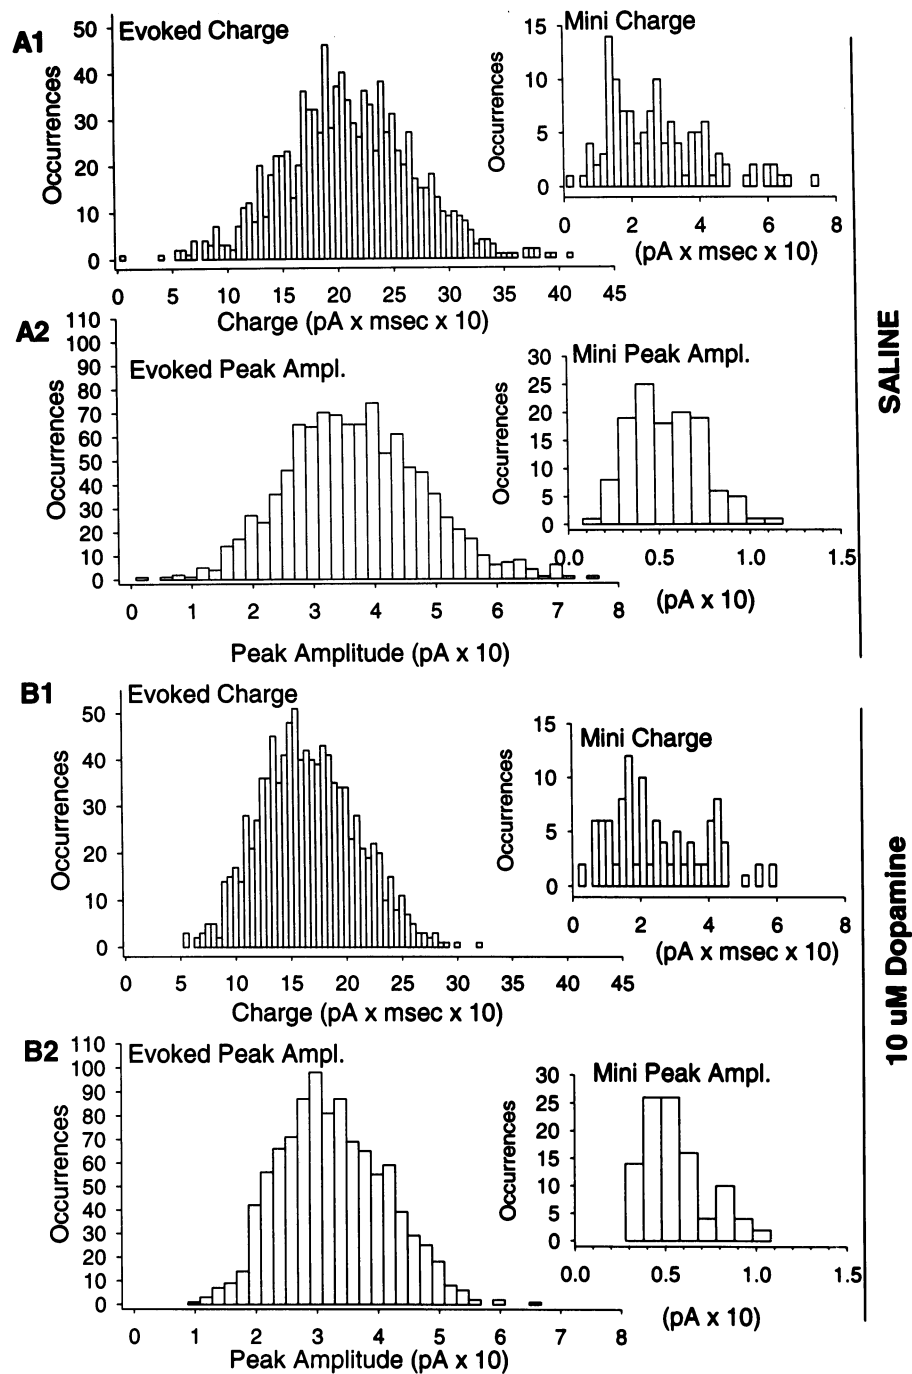 A1
Evoked Charge
Occurrences
50
40
30
20
10
0
0 5 10 15 20 25 30 35 40 45
Charge (pA x msec x 10)
Mini Charge
Occurrences
15
10
5
0
0 2 4 6 8
(pA x msec x 10)
A2
Evoked Peak Ampl.
Occurrences
110
100
90
80
70
60
50
40
30
20
10
0
0 1 2 3 4 5 6 7 8
Peak Amplitude (pA x 10)
Mini Peak Ampl.
Occurrences
30
25
20
15
10
5
0
0.0 0.5 1.0 1.5
(pA x 10)
SALINE
B1
Evoked Charge
Occurrences
50
40
30
20
10
0
0 5 10 15 20 25 30 35 40 45
Charge (pA x msec x 10)
Mini Charge
Occurrences
15
10
5
0
0 2 4 6 8
(pA x msec x 10)
B2
Evoked Peak Ampl.
Occurrences
110
100
90
80
70
60
50
40
30
20
10
0
0 1 2 3 4 5 6 7 8
Peak Amplitude (pA x 10)
Mini Peak Ampl.
Occurrences
30
25
20
15
10
5
0
0.0 0.5 1.0 1.5
(pA x 10)
10 uM Dopamine